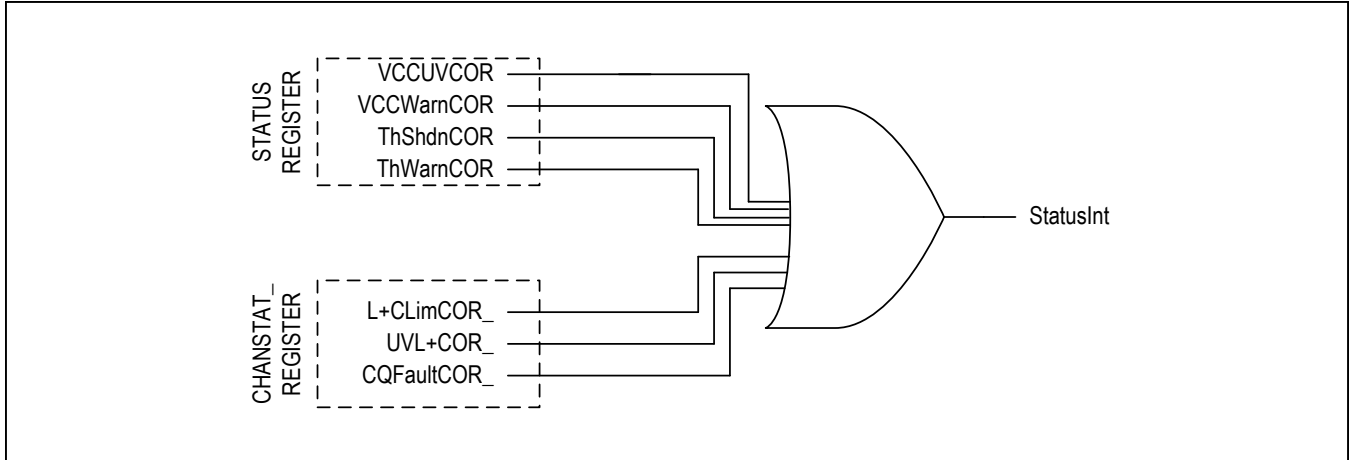 STATUS
REGISTER
VCCUVCOR
VCCWarnCOR
ThShdnCOR
ThWarnCOR
StatusInt
CHANSTAT_
REGISTER
L+CLimCOR_
UVL+COR_
CQFaultCOR_